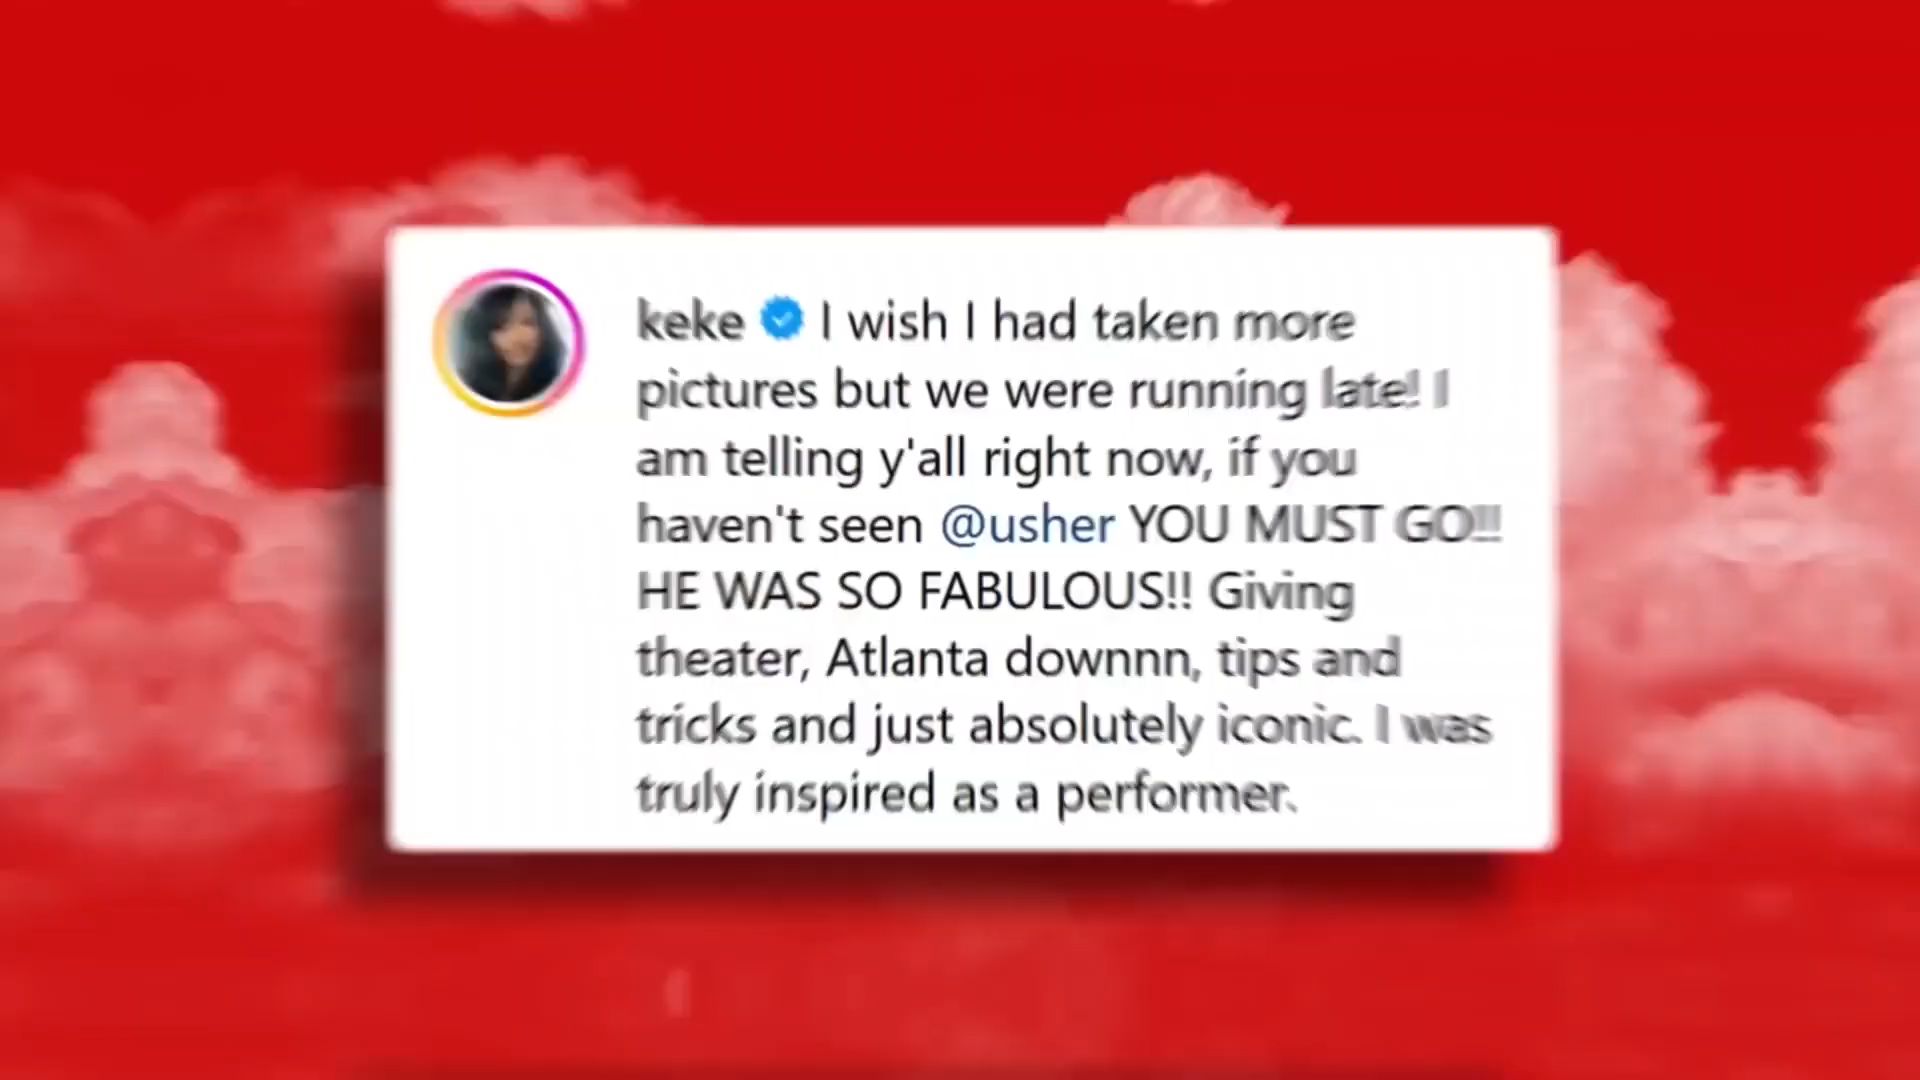 keke I wish I had taken more
pictures but we were running late! I
am telling y'all right now, if you
haven't seen @usher YOU MUST GO!!
HE WAS SO FABULOUS!! Giving
theater, Atlanta downnn, tips and
tricks and just absolutely iconic. I was
truly inspired as a performer.